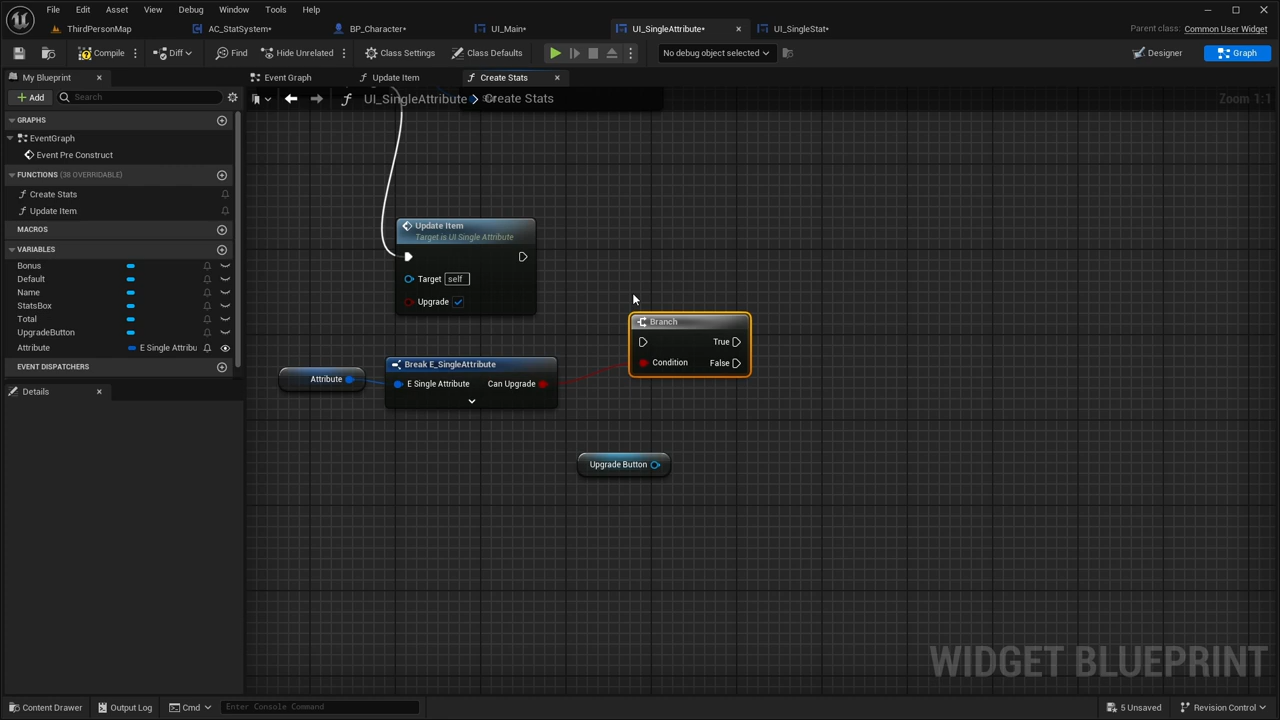 File Edit Asset View Debug Window Tools Help
ThirdPersonMap AC_StatSystem* BP_Character* UI_Main* UI_SingleAttribute* UI_SingleStat* Parent class: Common User Widget
Compile Diff Find Hide Unrelated Class Settings Class Defaults No debug object selected Designer Graph
My Blueprint Event Graph Update Item Create Stats
Add Search UI_SingleAttribute Create Stats Zoom 1:1
GRAPHS
EventGraph
Event Pre Construct
FUNCTIONS (38 OVERRIDABLE)
Create Stats
Update Item
MACROS
VARIABLES
Bonus
Default
Name
StatsBox
Total
UpgradeButton
Attribute E Single Attribu
EVENT DISPATCHERS
Details
Update Item
Target is UI Single Attribute
Target self
Upgrade
Branch
True
Condition False
Break E_SingleAttribute
Attribute E Single Attribute Can Upgrade
Upgrade Button
WIDGET BLUEPRINT
Content Drawer Output Log Cmd Enter Console Command 5 Unsaved Revision Control